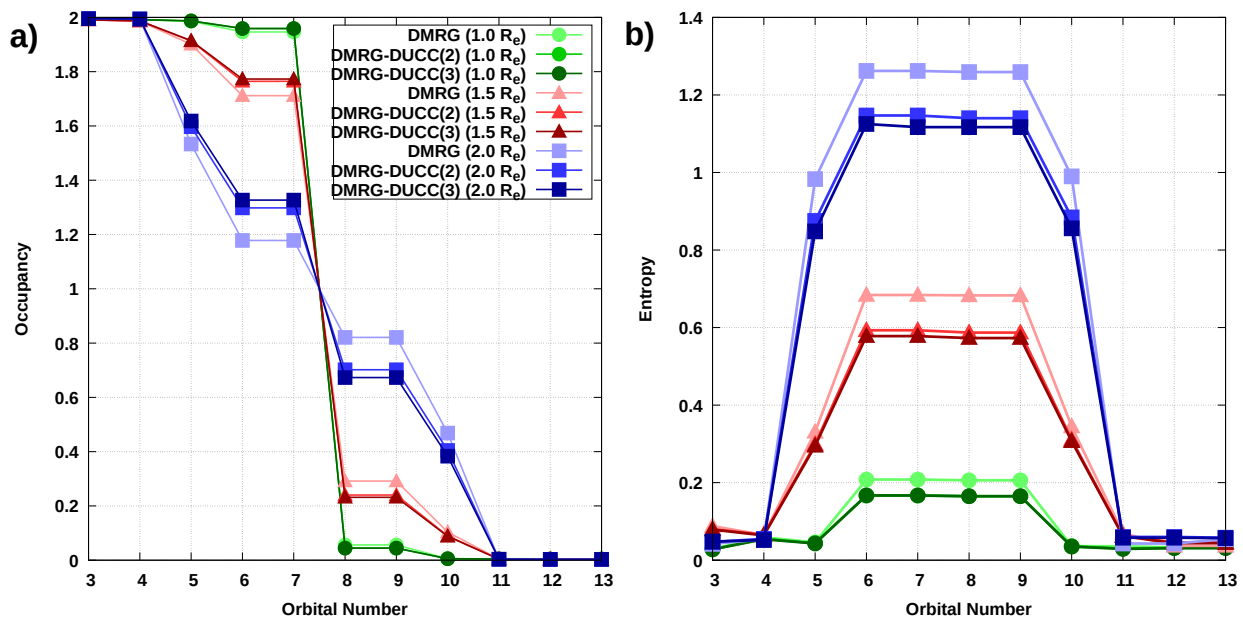 a)
2
1.8
1.6
1.4
1.2
1
0.8
0.6
0.4
0.2
0
Occupancy
3 4 5 6 7 8 9 10 11 12 13
Orbital Number
DMRG (1.0 Re)
DMRG-DUCC(2) (1.0 Re)
DMRG-DUCC(3) (1.0 Re)
DMRG (1.5 Re)
DMRG-DUCC(2) (1.5 Re)
DMRG-DUCC(3) (1.5 Re)
DMRG (2.0 Re)
DMRG-DUCC(2) (2.0 Re)
DMRG-DUCC(3) (2.0 Re)
b)
1.4
1.2
1
0.8
0.6
0.4
0.2
0
Entropy
3 4 5 6 7 8 9 10 11 12 13
Orbital Number